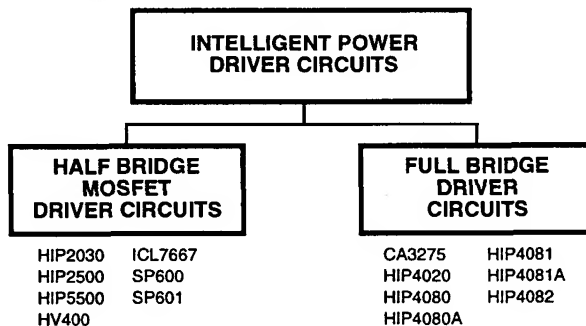 INTELLIGENT POWER
DRIVER CIRCUITS
HALF BRIDGE
MOSFET
DRIVER CIRCUITS
HIP2030 ICL7667
HIP2500 SP600
HIP5500 SP601
HV400
FULL BRIDGE
DRIVER
CIRCUITS
CA3275 HIP4081
HIP4020 HIP4081A
HIP4080 HIP4082
HIP4080A